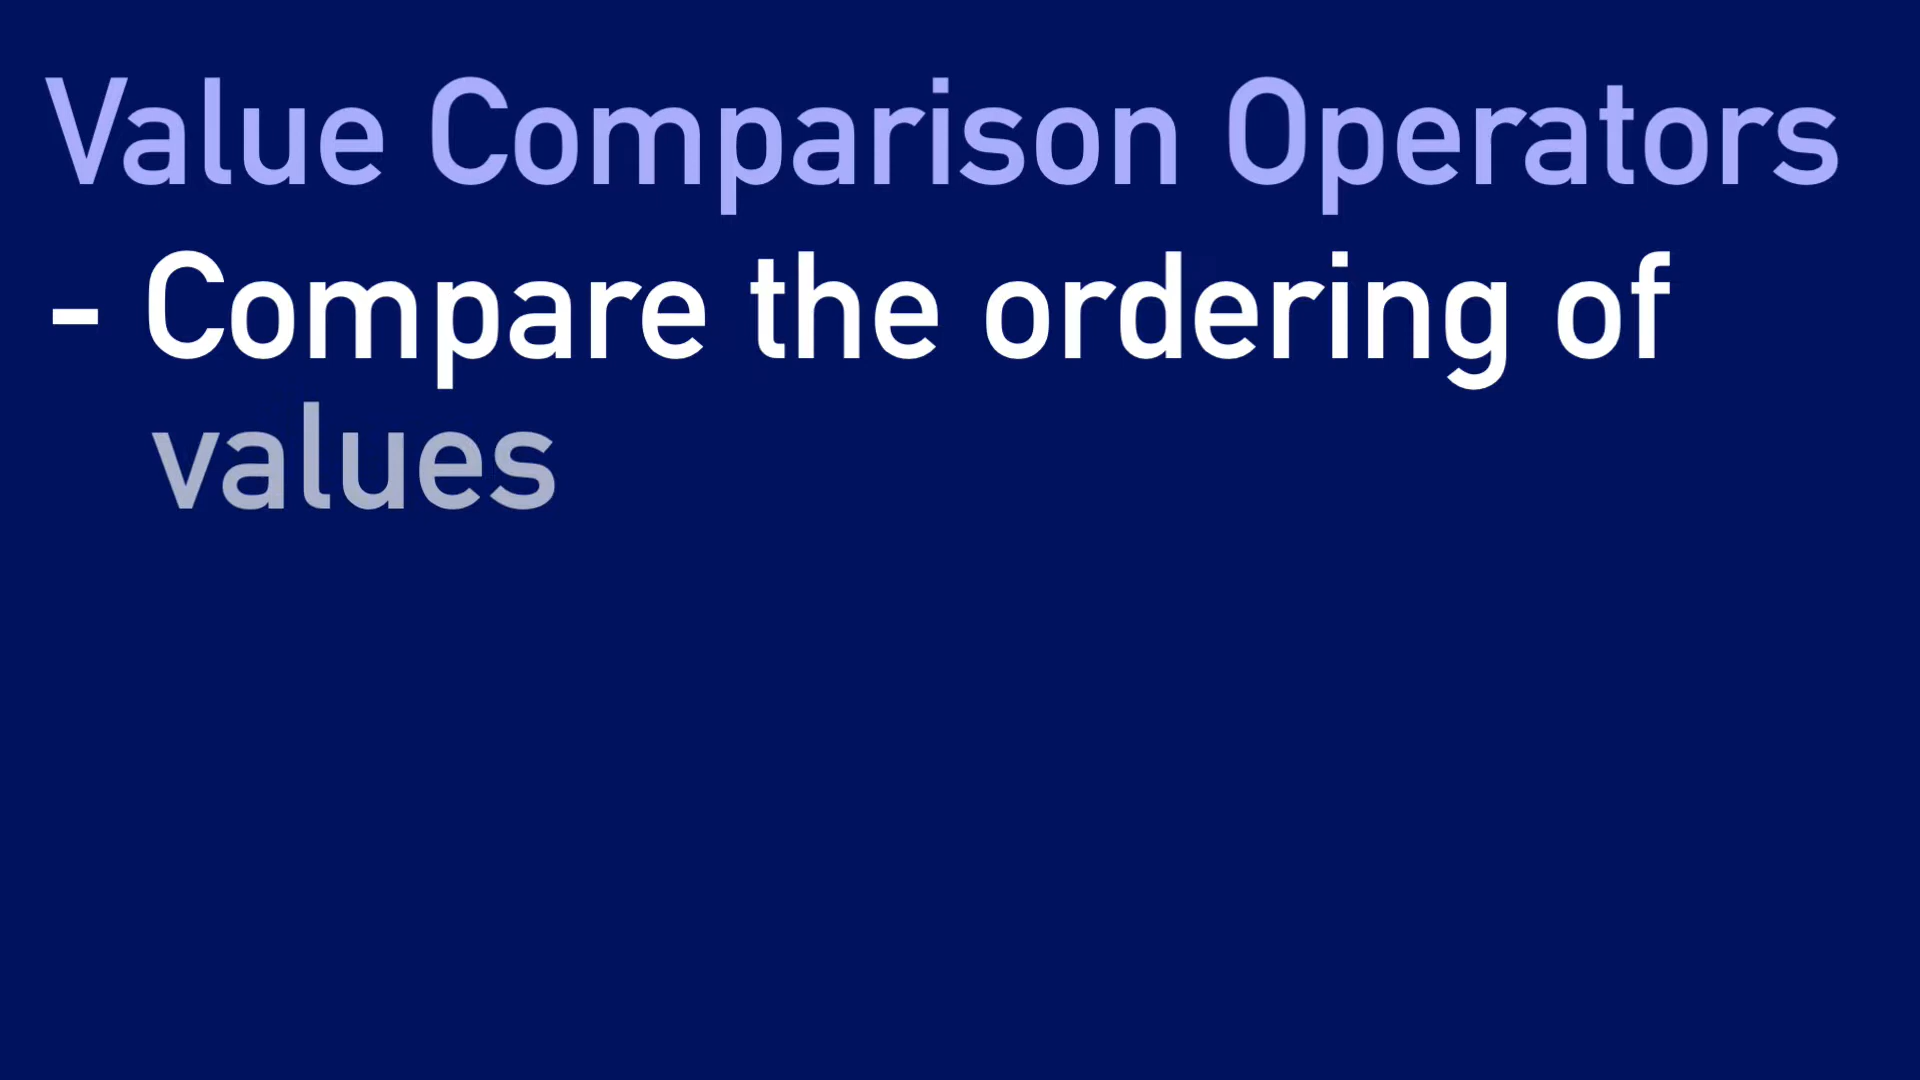 Value Comparison Operators
- Compare the ordering of
values